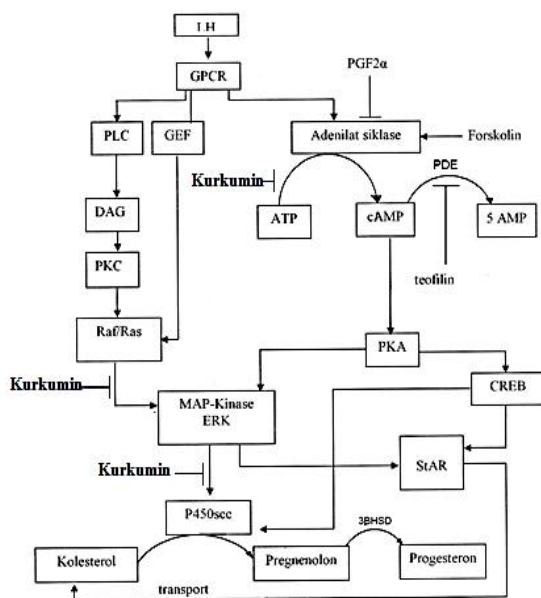 LH
GPCR
PGF2α
PLC
GEF
Adenilat siklase
Forskolin
Kurkumin
PDE
DAG
ATP
cAMP
5 AMP
PKC
teofilin
Raf/Ras
PKA
Kurkumin
CREB
MAP-Kinase
ERK
Kurkumin
StAR
P450scc
3βHSD
Kolesterol
Pregnenolon
Progesteron
transport